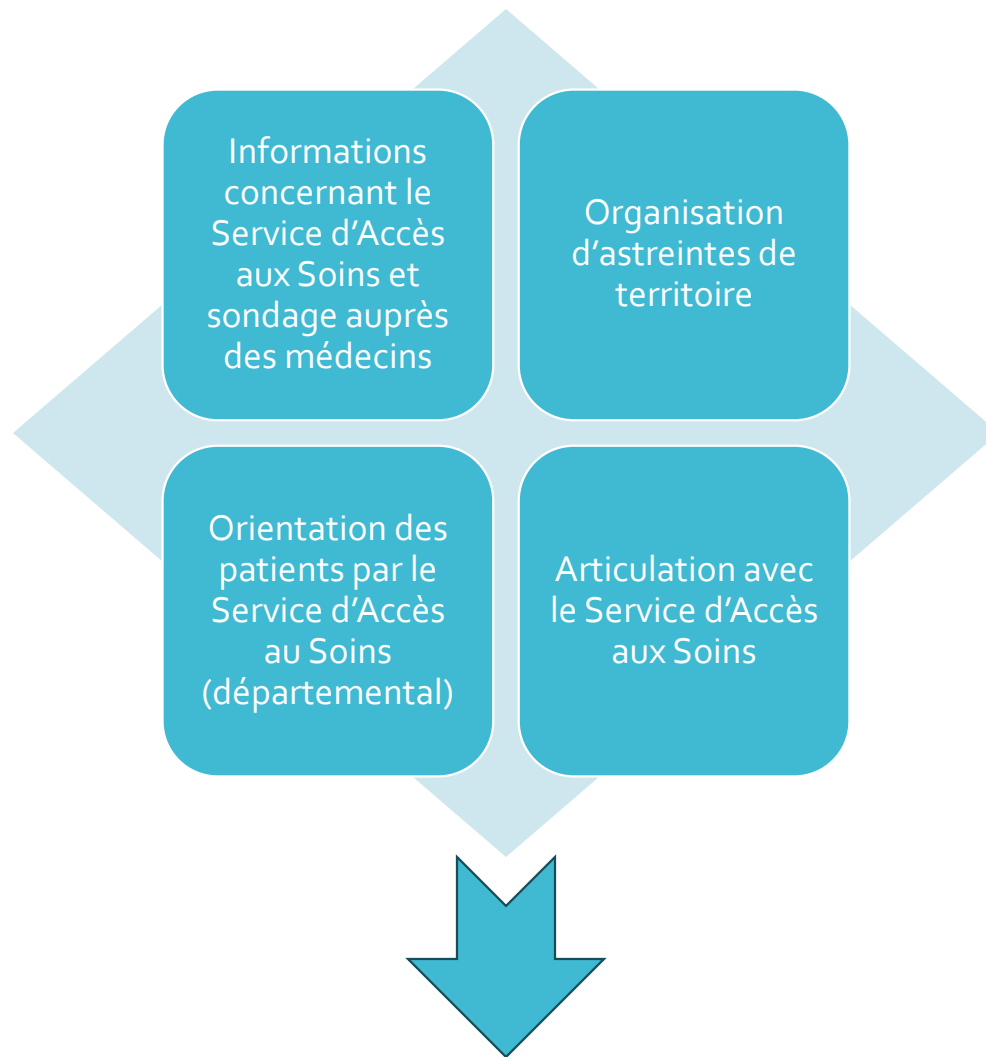 Informations
concernant le
Service d'Accès
aux Soins et
sondage auprès
des médecins
Organisation
d'astreintes de
territoire
Orientation des
patients par le
Service d'Accès
au Soins
(départemental)
Articulation avec
le Service d'Accès
aux Soins